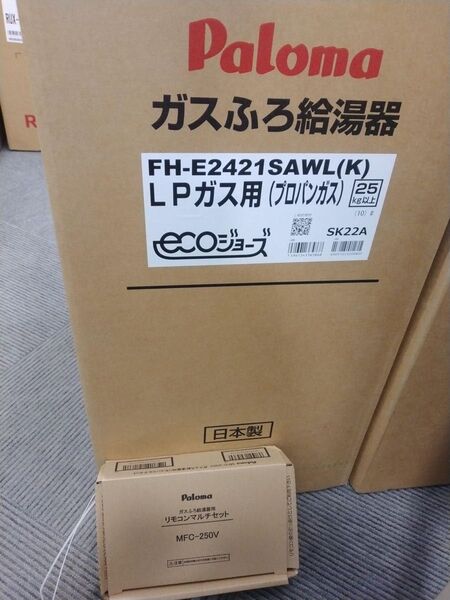 RUX-
R
Paloma
ガスふろ給湯器
FH-E2421SAWL(K)
LPガス用(プロパンガス)
25
kg以上
(10)
ecoジョーズ
SK22A
日本製
Paloma
ガスふろ給湯器用
リモコンマルチセット
MFC-250V